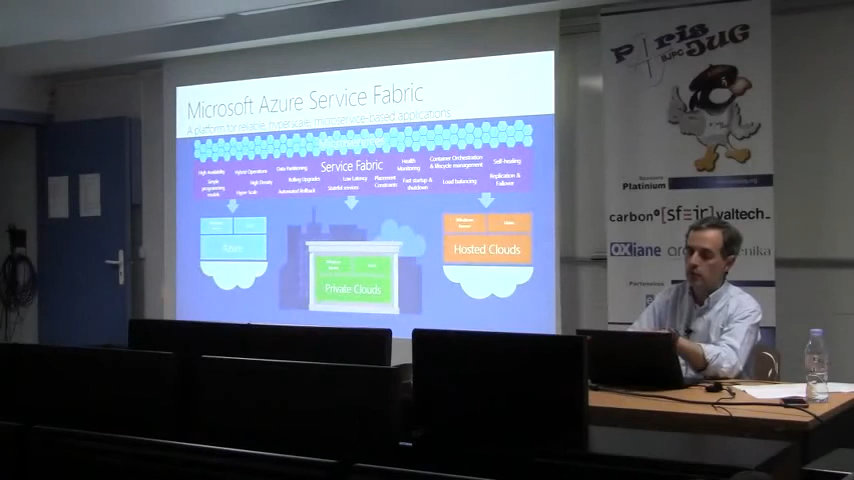 Microsoft Azure Service Fabric
A platform for reliable, hyperscale, microservice-based applications
High Availability
Hybrid Operations
Data Partitioning
Service Fabric
Health
Monitoring
Container Orchestration
& lifecycle management
Self-healing
Simple
programming
models
High Density
Hyper-Scale
Rolling Upgrades
Automated Rollback
Low Latency
Stateful services
Placement
Constraints
Fast startup &
shutdown
Load balancing
Replication &
Failover
Azure
Private Clouds
Hosted Clouds
Paris
JUG
Platinium
carbon
sfeir
valtech_
OXiane